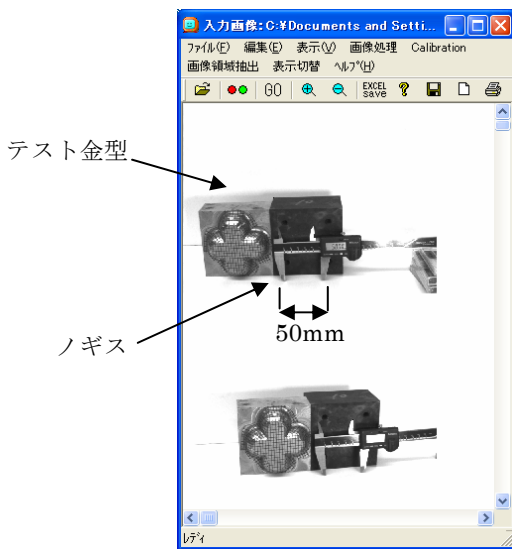 入力画像:C:¥Documents and Setti...
ファイル(F) 編集(E) 表示(V) 画像処理 Calibration
画像領域抽出 表示切替 ヘルプ(H)
GO EXCEL save ?
テスト金型
50mm
ノギス
レディ